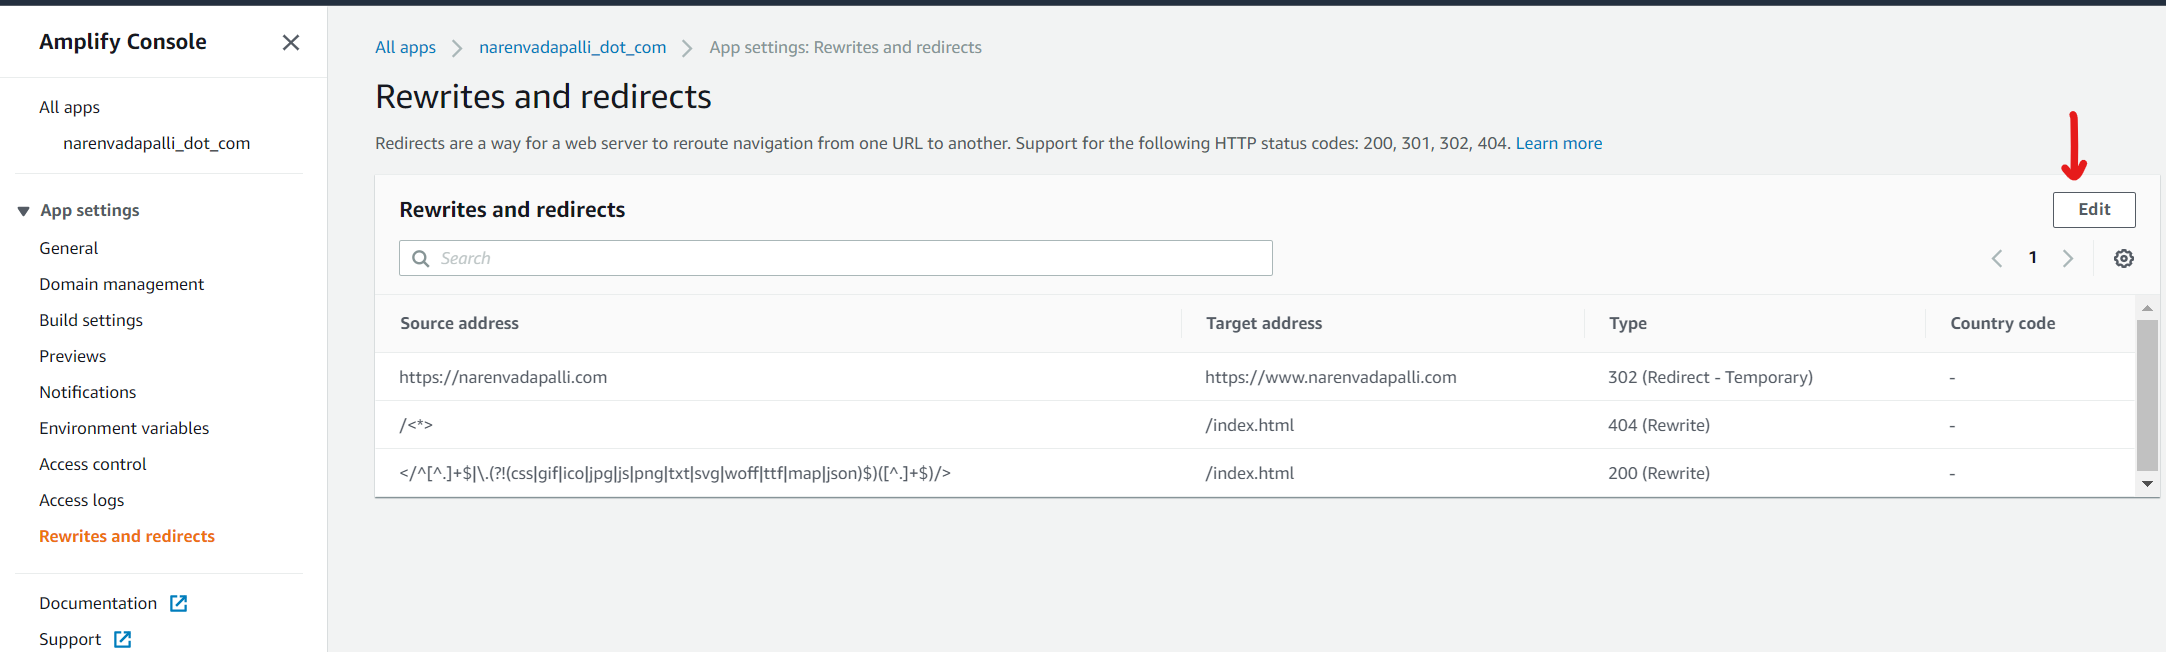 Amplify Console
All apps
narenvadapalli_dot_com
App settings
General
Domain management
Build settings
Previews
Notifications
Environment variables
Access control
Access logs
Rewrites and redirects
Documentation
Support
All apps narenvadapalli_dot_com App settings: Rewrites and redirects
Rewrites and redirects
Redirects are a way for a web server to reroute navigation from one URL to another. Support for the following HTTP status codes: 200, 301, 302, 404. Learn more
Rewrites and redirects
Edit
Search
1
Source address Target address Type Country code
https://narenvadapalli.com https://www.narenvadapalli.com 302 (Redirect - Temporary) -
/<*> /index.html 404 (Rewrite) -
</^[^.]+$|\.(?!(css|gif|ico|jpg|js|png|txt|svg|woff|ttf|map|json)$)([^.]+$)/> /index.html 200 (Rewrite) -